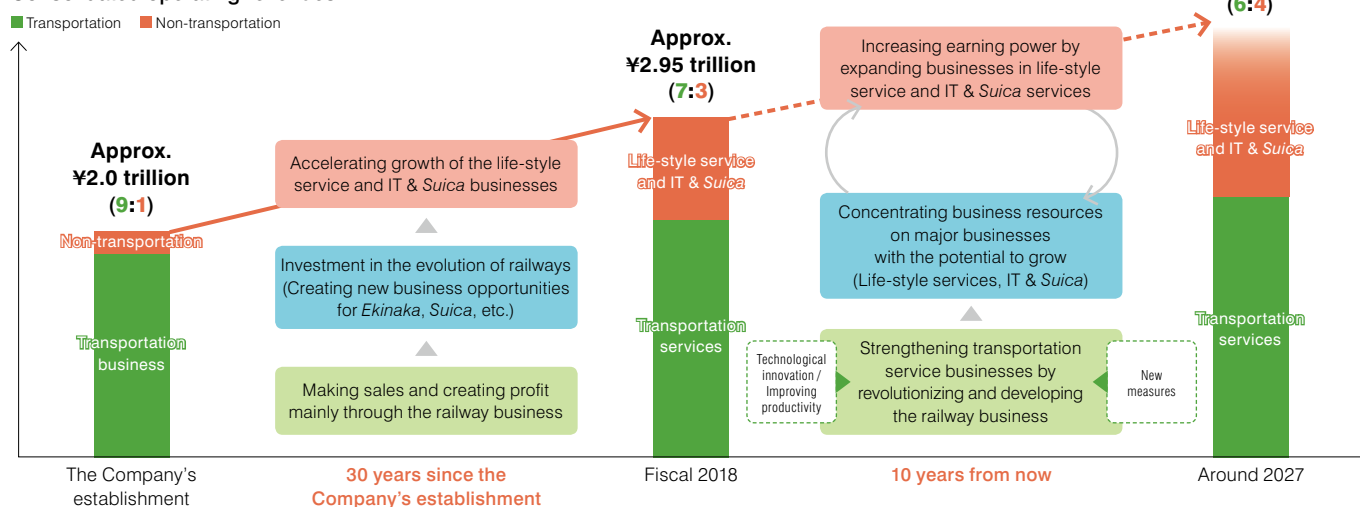 Transportation
Non-transportation
Approx.
¥2.0 trillion
(9:1)
Non-transportation
Transportation
business
The Company's
establishment
Accelerating growth of the life-style
service and IT & Suica businesses
Investment in the evolution of railways
(Creating new business opportunities
for Ekinaka, Suica, etc.)
Making sales and creating profit
mainly through the railway business
30 years since the
Company's establishment
Approx.
¥2.95 trillion
(7:3)
Life-style service
and IT & Suica
Transportation
services
Fiscal 2018
Increasing earning power by
expanding businesses in life-style
service and IT & Suica services
Concentrating business resources
on major businesses
with the potential to grow
(Life-style services, IT & Suica)
Technological
innovation /
Improving
productivity
Strengthening transportation
service businesses by
revolutionizing and developing
the railway business
New
measures
10 years from now
(6:4)
Life-style service
and IT & Suica
Transportation
services
Around 2027